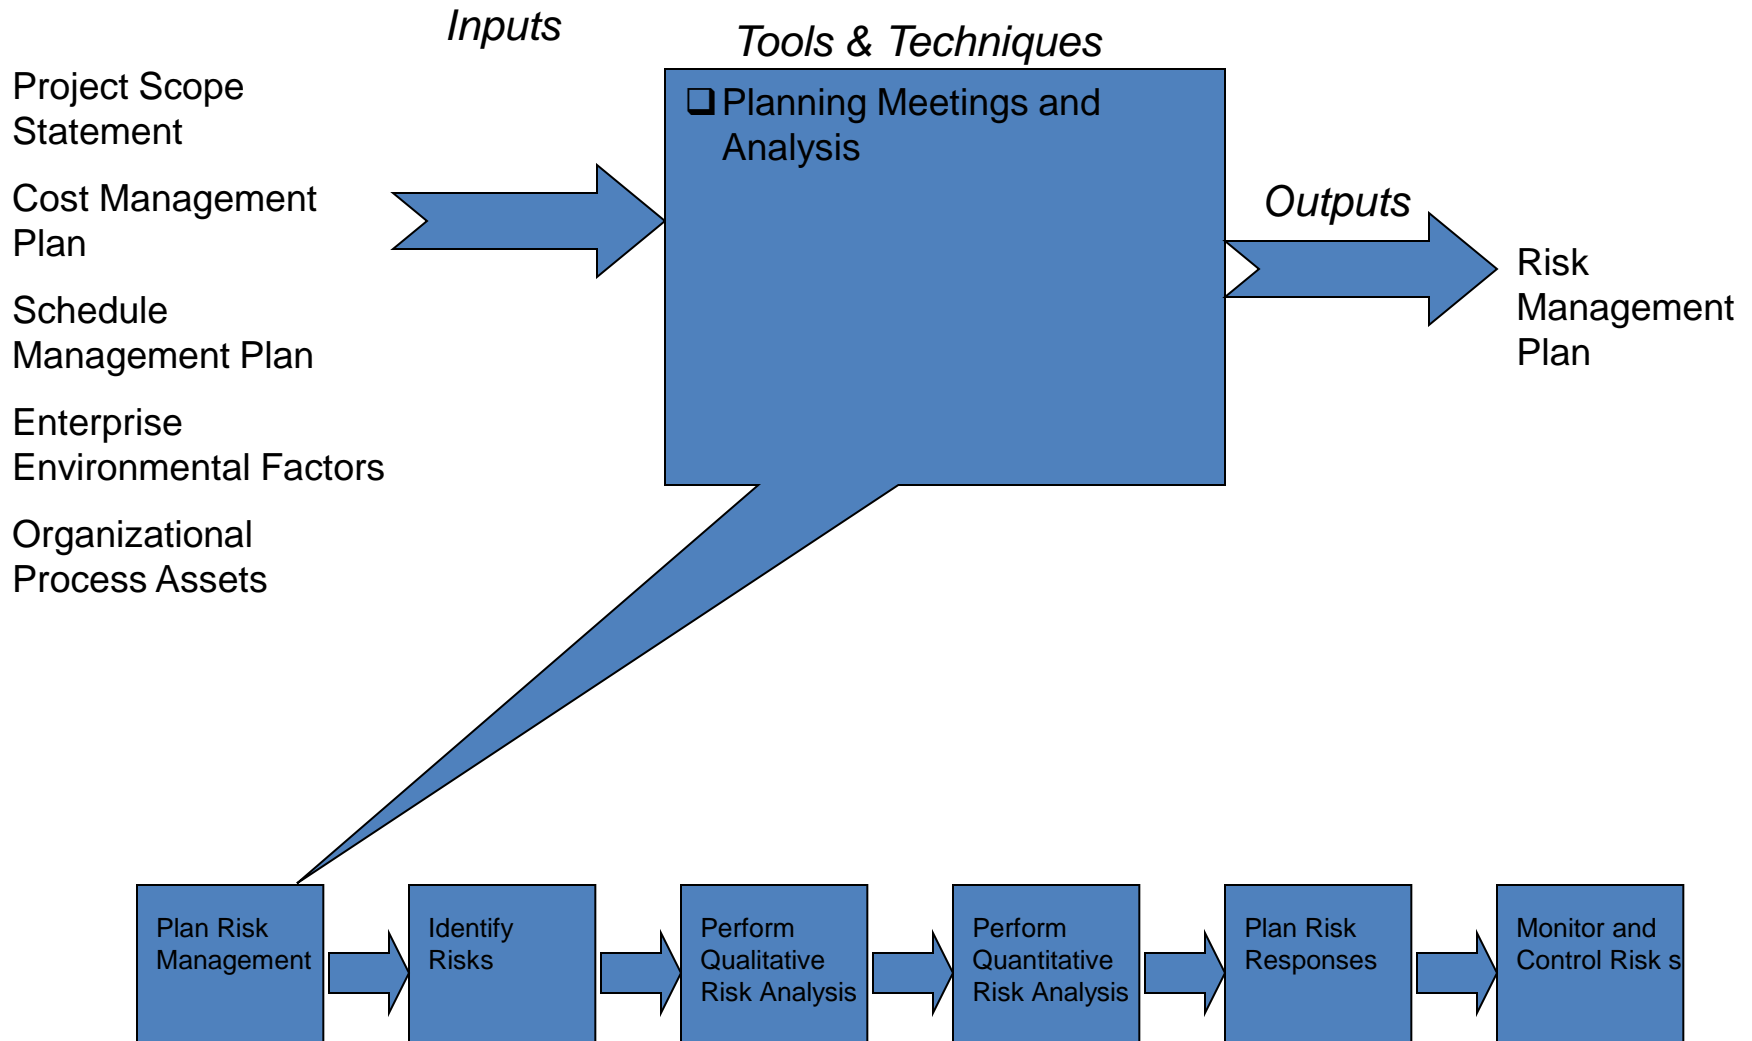 Inputs
Project Scope
Statement
Cost Management
Plan
Schedule
Management Plan
Enterprise
Environmental Factors
Organizational
Process Assets
Tools & Techniques
❑ Planning Meetings and
Analysis
Outputs
Risk
Management
Plan
Plan Risk
Management
Identify
Risks
Perform
Qualitative
Risk Analysis
Perform
Quantitative
Risk Analysis
Plan Risk
Responses
Monitor and
Control Risk s